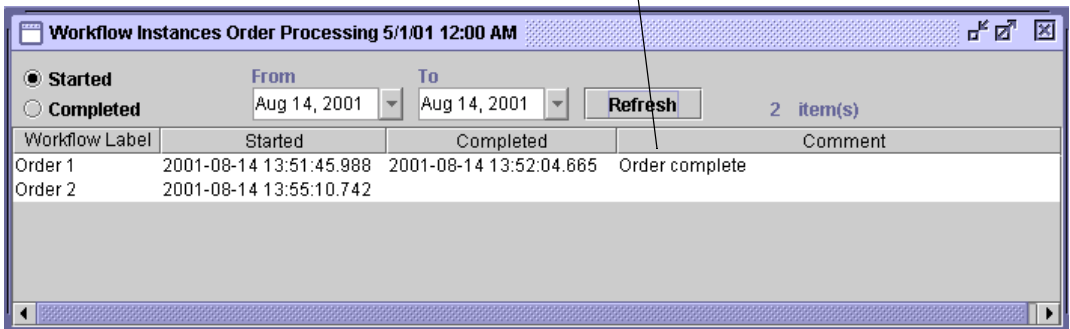 Workflow Instances Order Processing 5/1/01 12:00 AM
Started From To
Completed Aug 14, 2001 Aug 14, 2001 Refresh 2 item(s)
Workflow Label Started Completed Comment
Order 1 2001-08-14 13:51:45.988 2001-08-14 13:52:04.665 Order complete
Order 2 2001-08-14 13:55:10.742